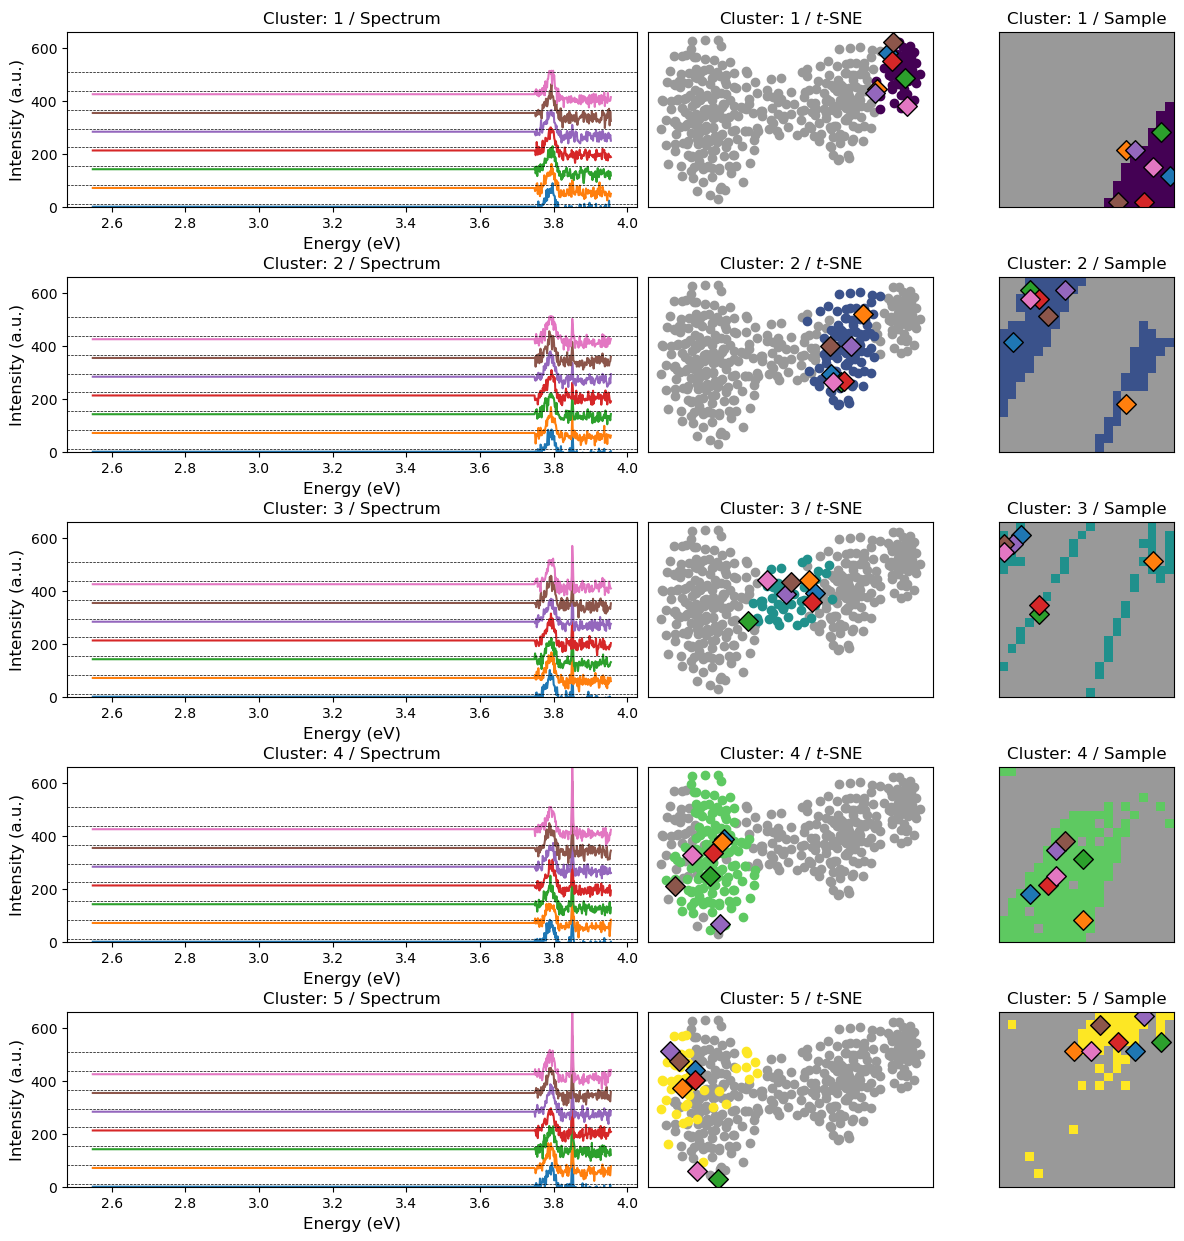 Cluster: 1 / Spectrum
Cluster: 1 / t-SNE
Cluster: 1 / Sample
Intensity (a.u.)
600
400
200
0
2.6 2.8 3.0 3.2 3.4 3.6 3.8 4.0
Energy (eV)
Cluster: 2 / Spectrum
Cluster: 2 / t-SNE
Cluster: 2 / Sample
Intensity (a.u.)
600
400
200
0
2.6 2.8 3.0 3.2 3.4 3.6 3.8 4.0
Energy (eV)
Cluster: 3 / Spectrum
Cluster: 3 / t-SNE
Cluster: 3 / Sample
Intensity (a.u.)
600
400
200
0
2.6 2.8 3.0 3.2 3.4 3.6 3.8 4.0
Energy (eV)
Cluster: 4 / Spectrum
Cluster: 4 / t-SNE
Cluster: 4 / Sample
Intensity (a.u.)
600
400
200
0
2.6 2.8 3.0 3.2 3.4 3.6 3.8 4.0
Energy (eV)
Cluster: 5 / Spectrum
Cluster: 5 / t-SNE
Cluster: 5 / Sample
Intensity (a.u.)
600
400
200
0
2.6 2.8 3.0 3.2 3.4 3.6 3.8 4.0
Energy (eV)